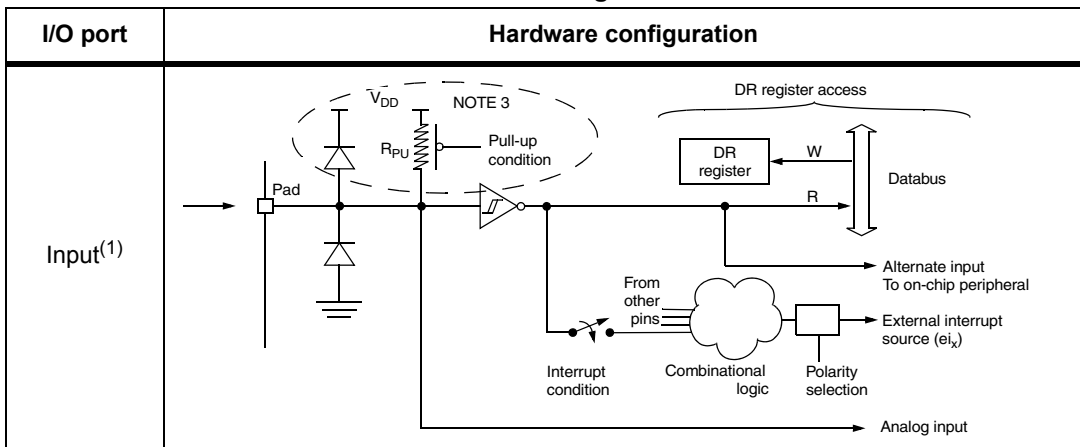 I/O port
Hardware configuration
Input(1)
VDD
NOTE 3
RPU
Pull-up
condition
Pad
DR register access
DR
register
W
R
Databus
Alternate input
To on-chip peripheral
From
other
pins
External interrupt
source (eix)
Interrupt
condition
Combinational
logic
Polarity
selection
Analog input